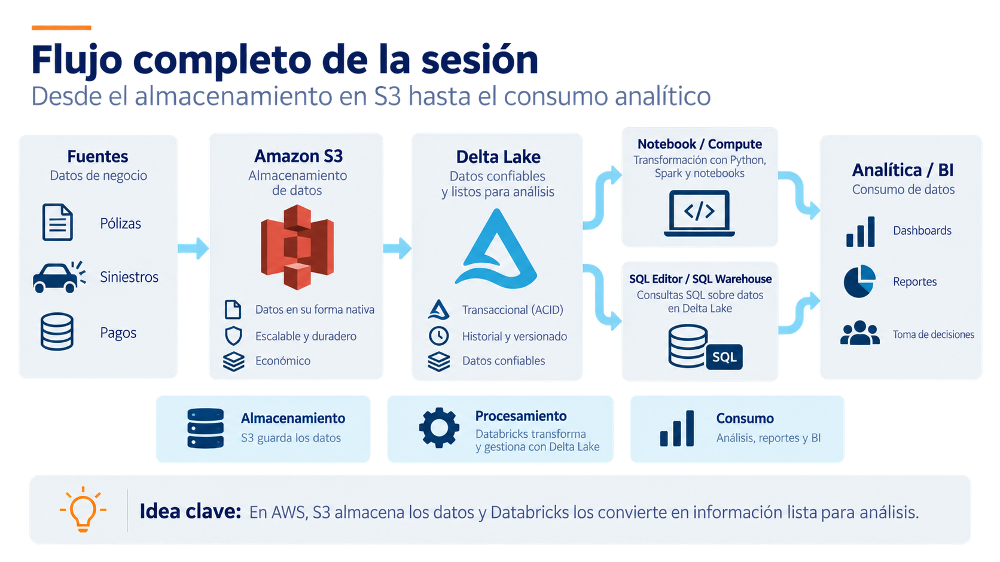 Flujo completo de la sesión
Desde el almacenamiento en S3 hasta el consumo analítico
Fuentes
Datos de negocio
Pólizas
Siniestros
Pagos
Amazon S3
Almacenamiento
de datos
Datos en su forma nativa
Escalable y duradero
Económico
Delta Lake
Datos confiables
y listos para análisis
Transaccional (ACID)
Historial y versionado
Datos confiables
Notebook / Compute
Transformación con Python,
Spark y notebooks
</>
SQL Editor / SQL Warehouse
Consultas SQL sobre datos
en Delta Lake
SQL
Analítica / BI
Consumo de datos
Dashboards
Reportes
Toma de decisiones
Almacenamiento
S3 guarda los datos
Procesamiento
Databricks transforma
y gestiona con Delta Lake
Consumo
Análisis, reportes y BI
Idea clave: En AWS, S3 almacena los datos y Databricks los convierte en información lista para análisis.